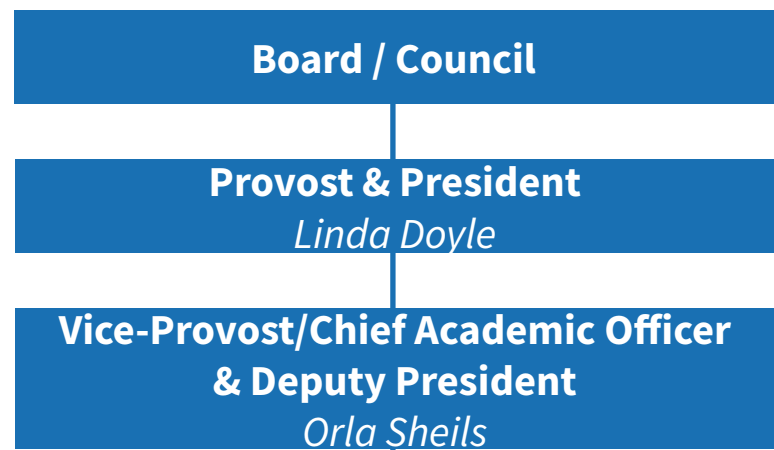 Board / Council
Provost & President
Linda Doyle
Vice-Provost/Chief Academic Officer
& Deputy President
Orla Sheils